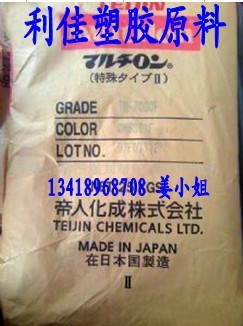 利佳塑胶原料
マルチロン®
(特殊タイプⅡ)
GRADE
COLOR
LOT NO.
13418968708 姜小姐
帝人化成株式会社
TEIJIN CHEMICALS LTD.
MADE IN JAPAN
在日本国製造
Ⅱ